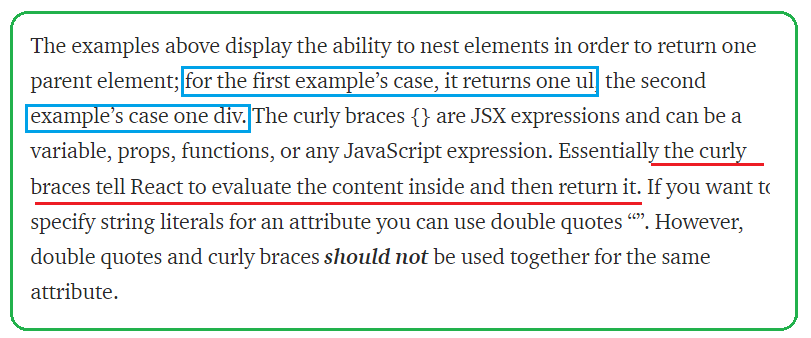 The examples above display the ability to nest elements in order to return one
parent element; for the first example’s case, it returns one ul, the second
example’s case one div. The curly braces {} are JSX expressions and can be a
variable, props, functions, or any JavaScript expression. Essentially the curly
braces tell React to evaluate the content inside and then return it. If you want to
specify string literals for an attribute you can use double quotes “”. However,
double quotes and curly braces should not be used together for the same
attribute.